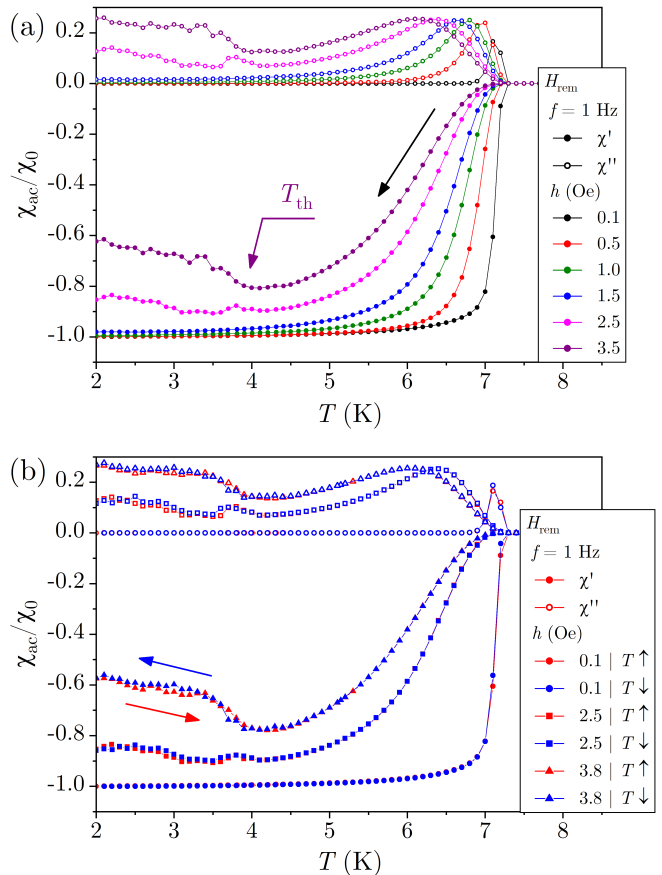 (a)
0.2
0.0
-0.2
-0.4
-0.6
-0.8
-1.0
χac/χ0
Tth
2 3 4 5 6 7 8
T (K)
Hrem
f = 1 Hz
χ'
χ''
h (Oe)
0.1
0.5
1.0
1.5
2.5
3.5
(b)
0.2
0.0
-0.2
-0.4
-0.6
-0.8
-1.0
χac/χ0
2 3 4 5 6 7 8
T (K)
Hrem
f = 1 Hz
χ'
χ''
h (Oe)
0.1 | T ↑
0.1 | T ↓
2.5 | T ↑
2.5 | T ↓
3.8 | T ↑
3.8 | T ↓